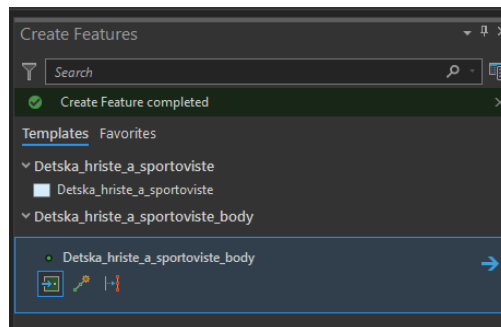 Create Features
Search
Create Feature completed
Templates Favorites
Detska_hriste_a_sportoviste
Detska_hriste_a_sportoviste
Detska_hriste_a_sportoviste_body
Detska_hriste_a_sportoviste_body